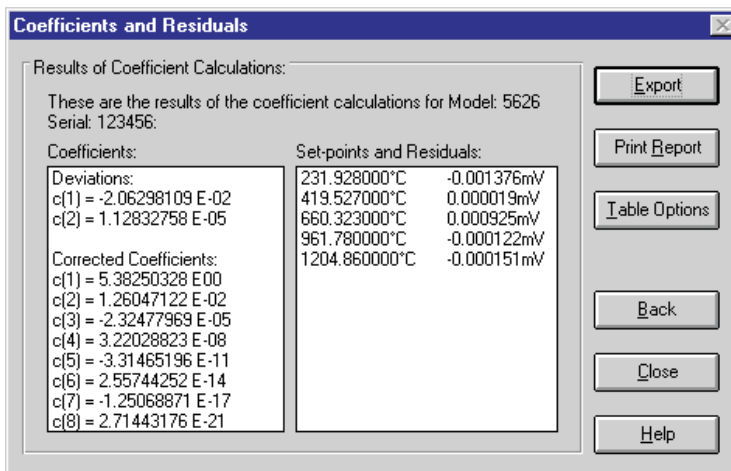 Coefficients and Residuals
Results of Coefficient Calculations:
These are the results of the coefficient calculations for Model: 5626
Serial: 123456:
Coefficients:
Deviations:
c(1) = -2.06298109 E-02
c(2) = 1.12832758 E-05
Corrected Coefficients:
c(1) = 5.38250328 E00
c(2) = 1.26047122 E-02
c(3) = -2.32477969 E-05
c(4) = 3.22028823 E-08
c(5) = -3.31465196 E-11
c(6) = 2.55744252 E-14
c(7) = -1.25068871 E-17
c(8) = 2.71443176 E-21
Set-points and Residuals:
231.928000°C -0.001376mV
419.527000°C 0.000019mV
660.323000°C 0.000925mV
961.780000°C -0.000122mV
1204.860000°C -0.000151mV
Export
Print Report
Table Options
Back
Close
Help